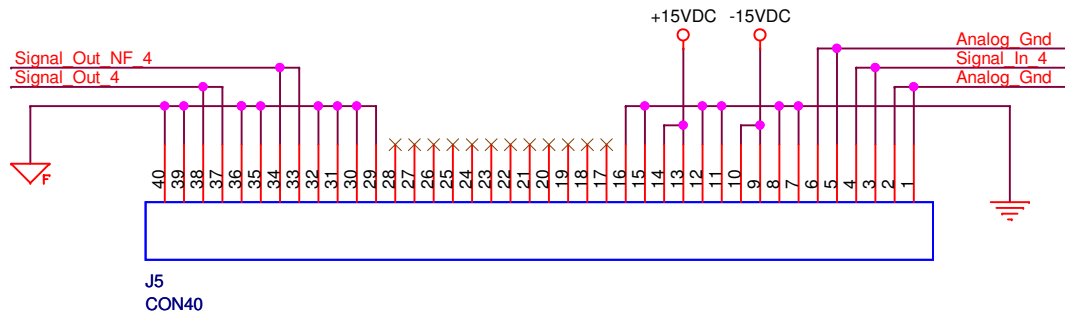 +15VDC -15VDC
Signal_Out_NF_4
Analog_Gnd
Signal_In_4
Signal_Out_4
Analog_Gnd
F
40 39 38 37 36 35 34 33 32 31 30 29 28 27 26 25 24 23 22 21 20 19 18 17 16 15 14 13 12 11 10 9 8 7 6 5 4 3 2 1
J5
CON40